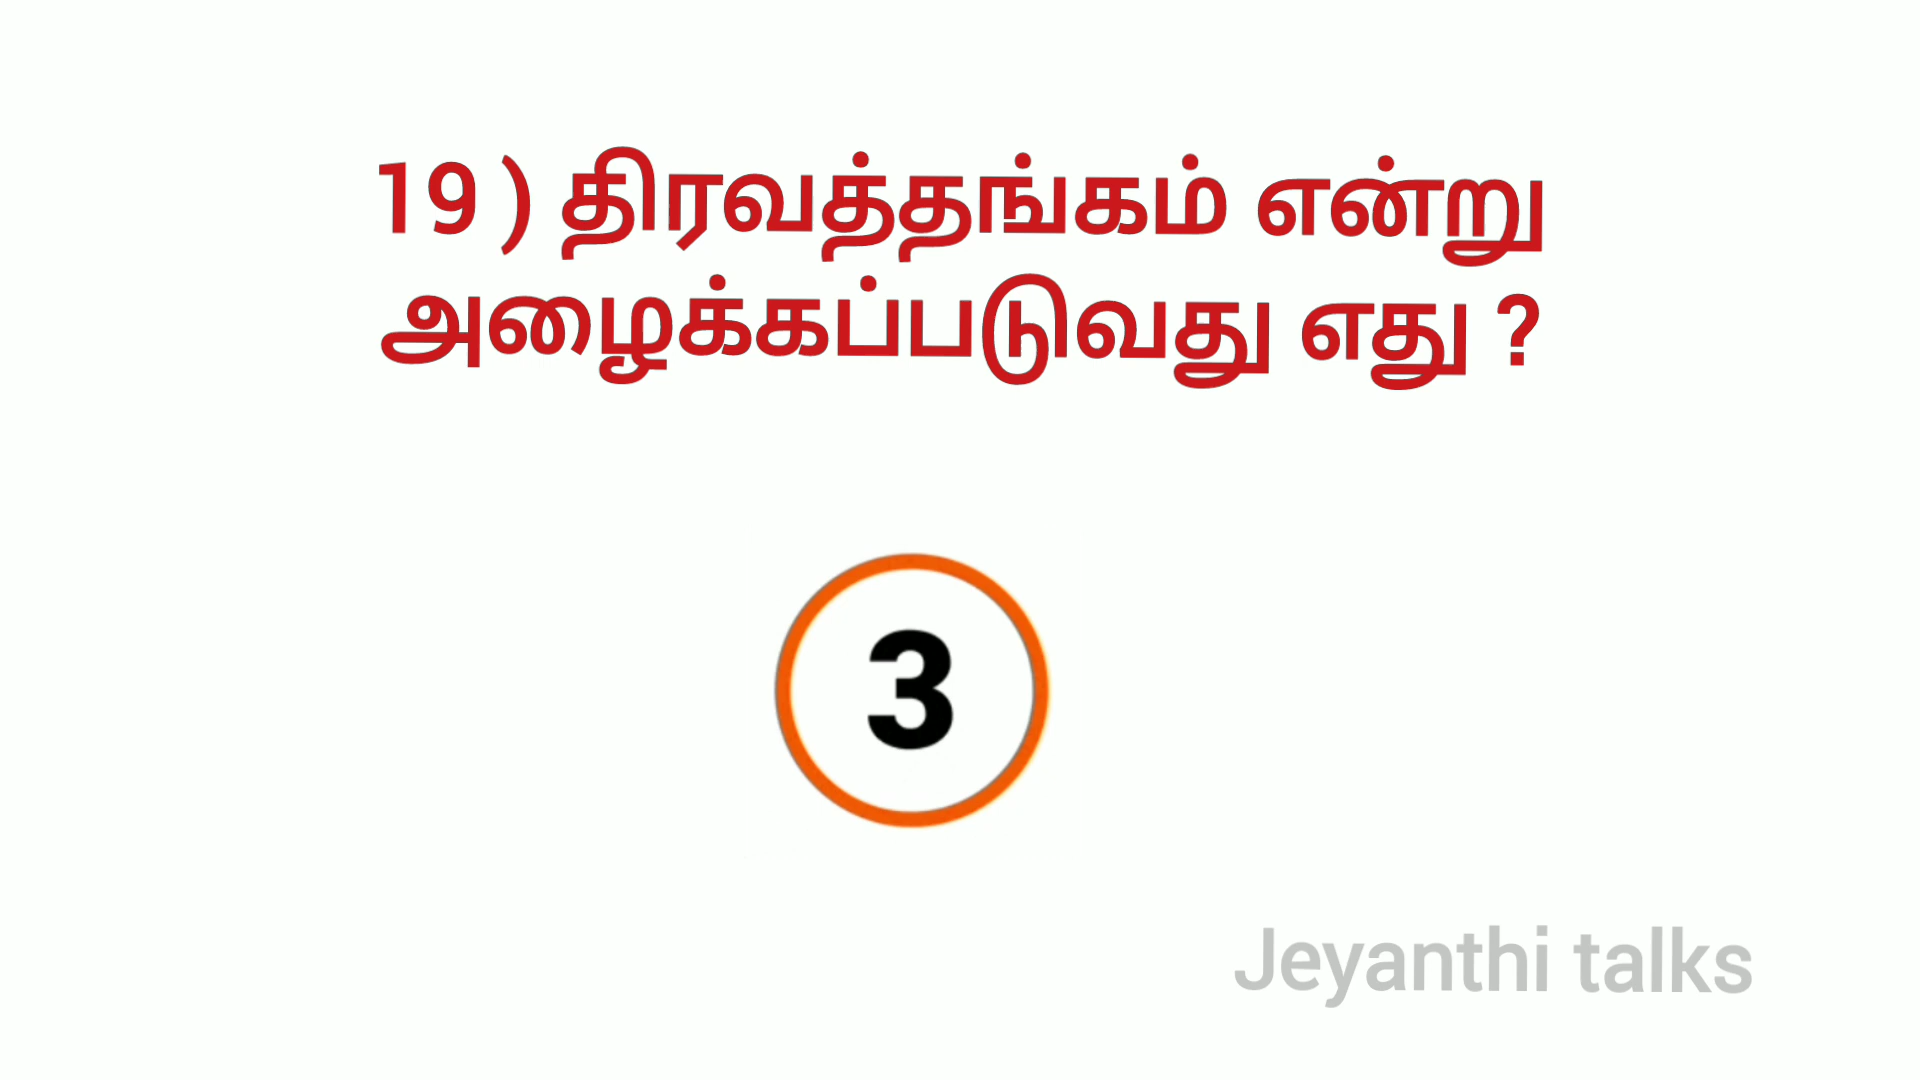 19 ) திரவத்தங்கம் என்று
அழைக்கப்படுவது எது ?
3
Jeyanthi talks